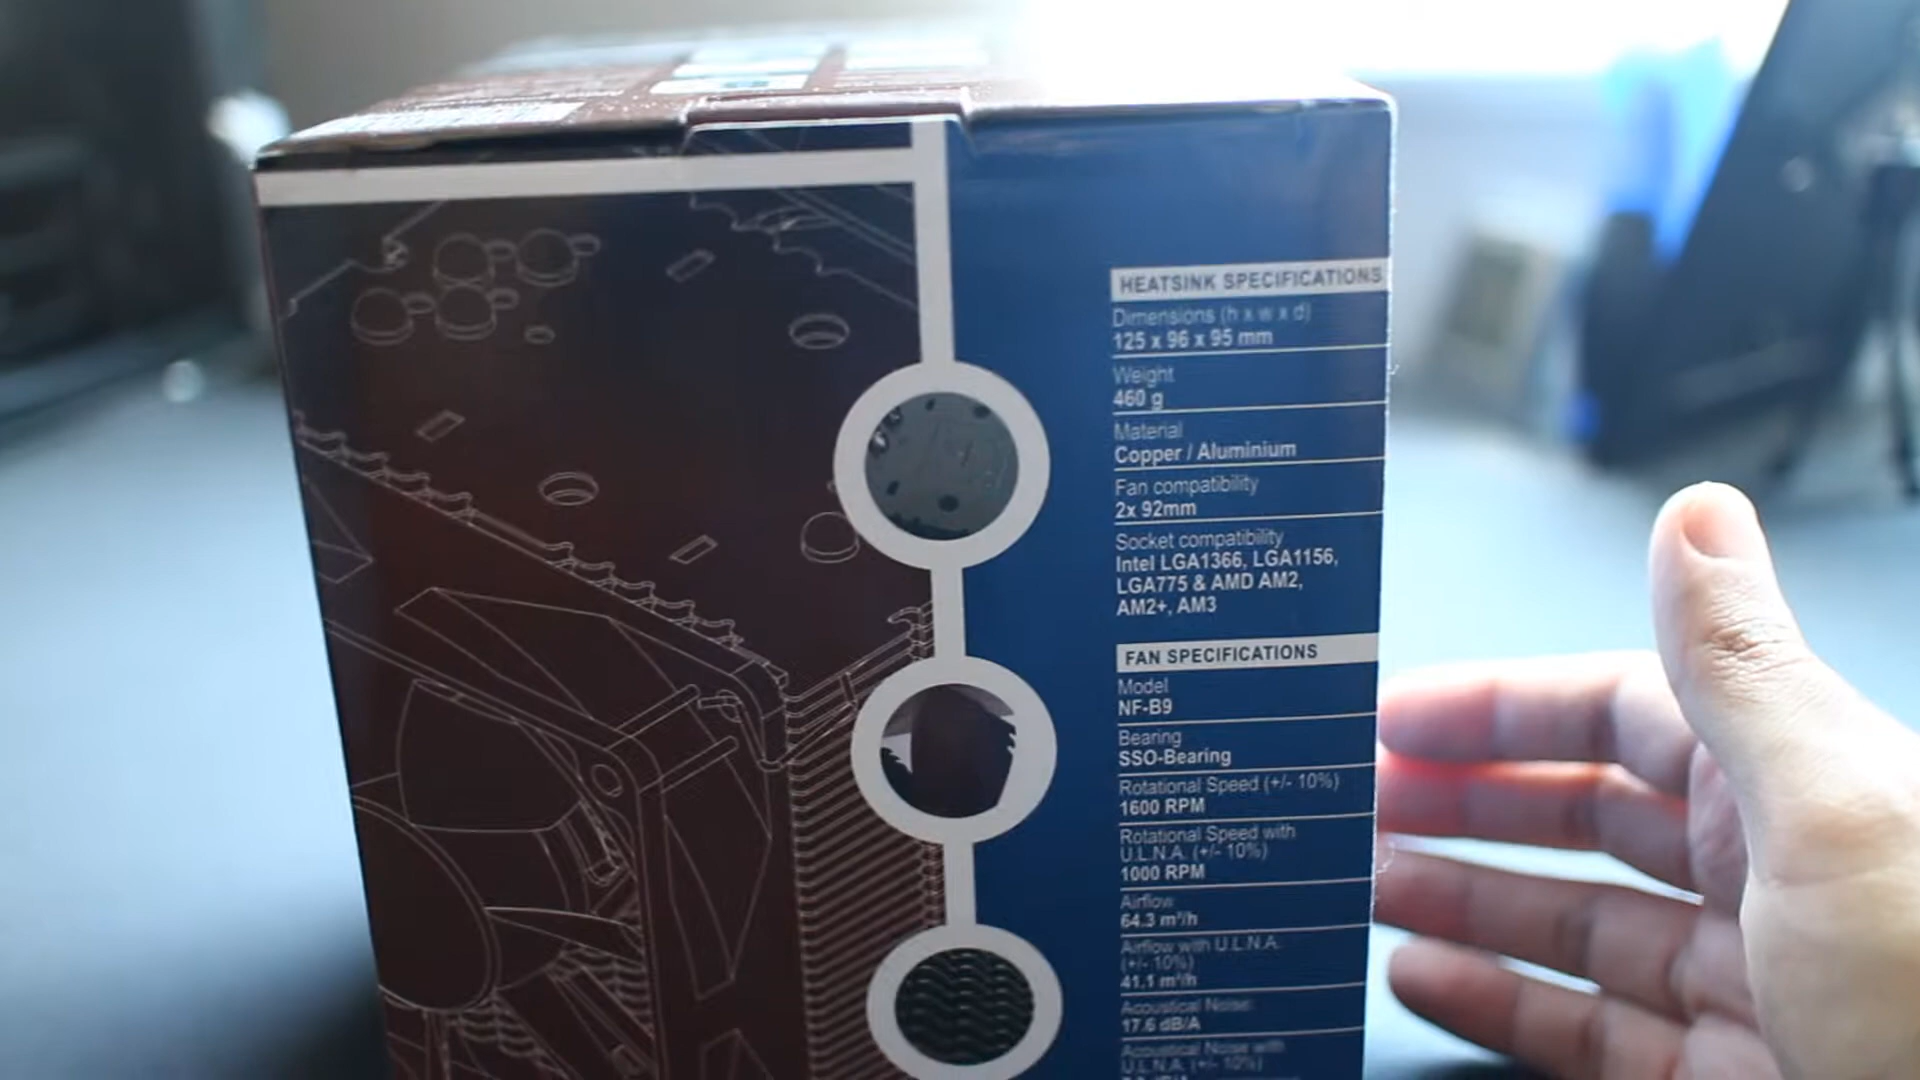 HEATSINK SPECIFICATIONS
Dimensions (h x w x d)
125 x 96 x 95 mm
Weight
460 g
Material
Copper / Aluminium
Fan compatibility
2x 92mm
Socket compatibility
Intel LGA1366, LGA1156,
LGA775 & AMD AM2,
AM2+, AM3
FAN SPECIFICATIONS
Model
NF-B9
Bearing
SSO-Bearing
Rotational Speed (+/- 10%)
1600 RPM
Rotational Speed with
U.L.N.A. (+/- 10%)
1000 RPM
Airflow
64.3 m³/h
Airflow with U.L.N.A.
(+/- 10%)
41.1 m³/h
Acoustical Noise
17.6 dB/A
Acoustical Noise with
U.L.N.A. (+/- 10%)